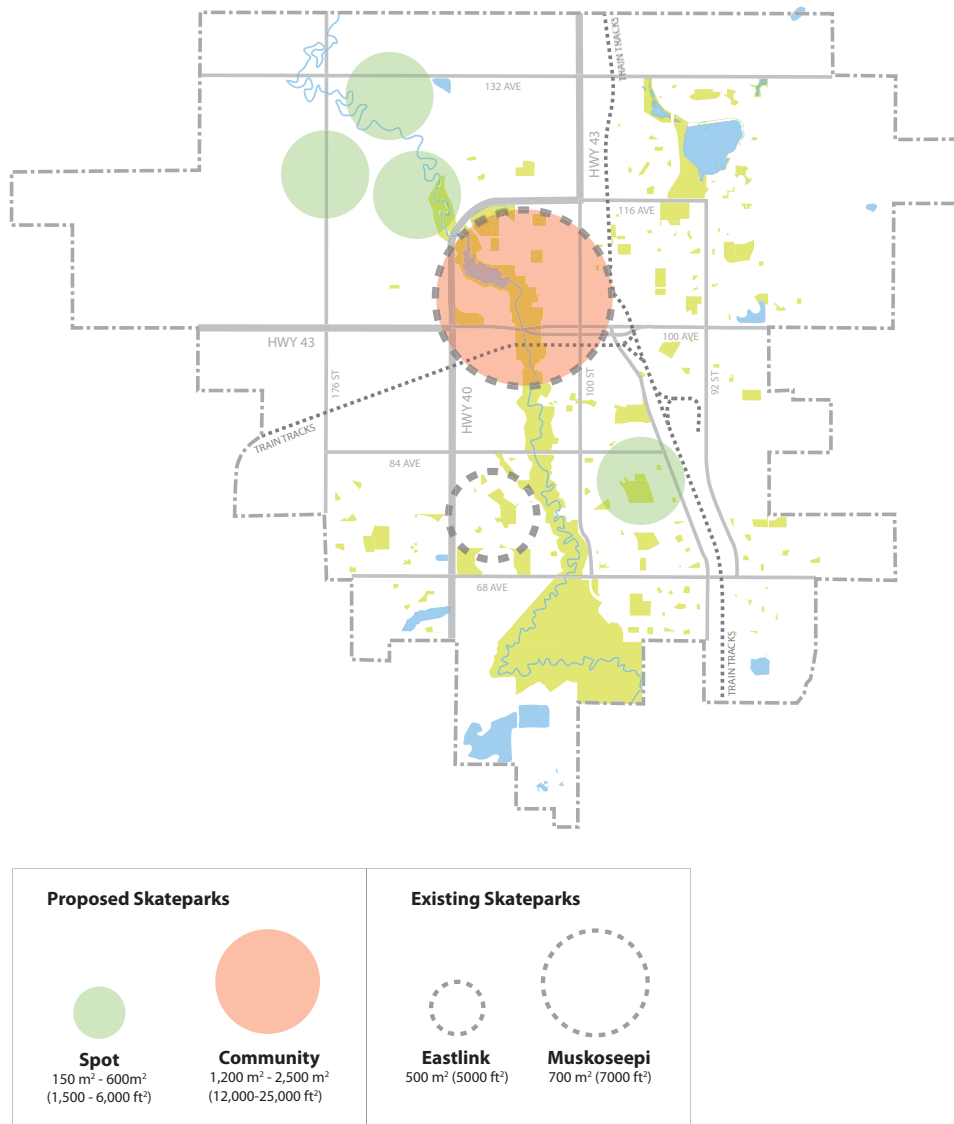 TRAIN TRACKS
132 AVE
HWY 43
116 AVE
HWY 43
100 AVE
176 ST
HWY 40
100 ST
92 ST
TRAIN TRACKS
84 AVE
68 AVE
TRAIN TRACKS
Proposed Skateparks
Spot
150 m² - 600m²
(1,500 - 6,000 ft²)
Community
1,200 m² - 2,500 m²
(12,000-25,000 ft²)
Existing Skateparks
Eastlink
500 m² (5000 ft²)
Muskoseepi
700 m² (7000 ft²)